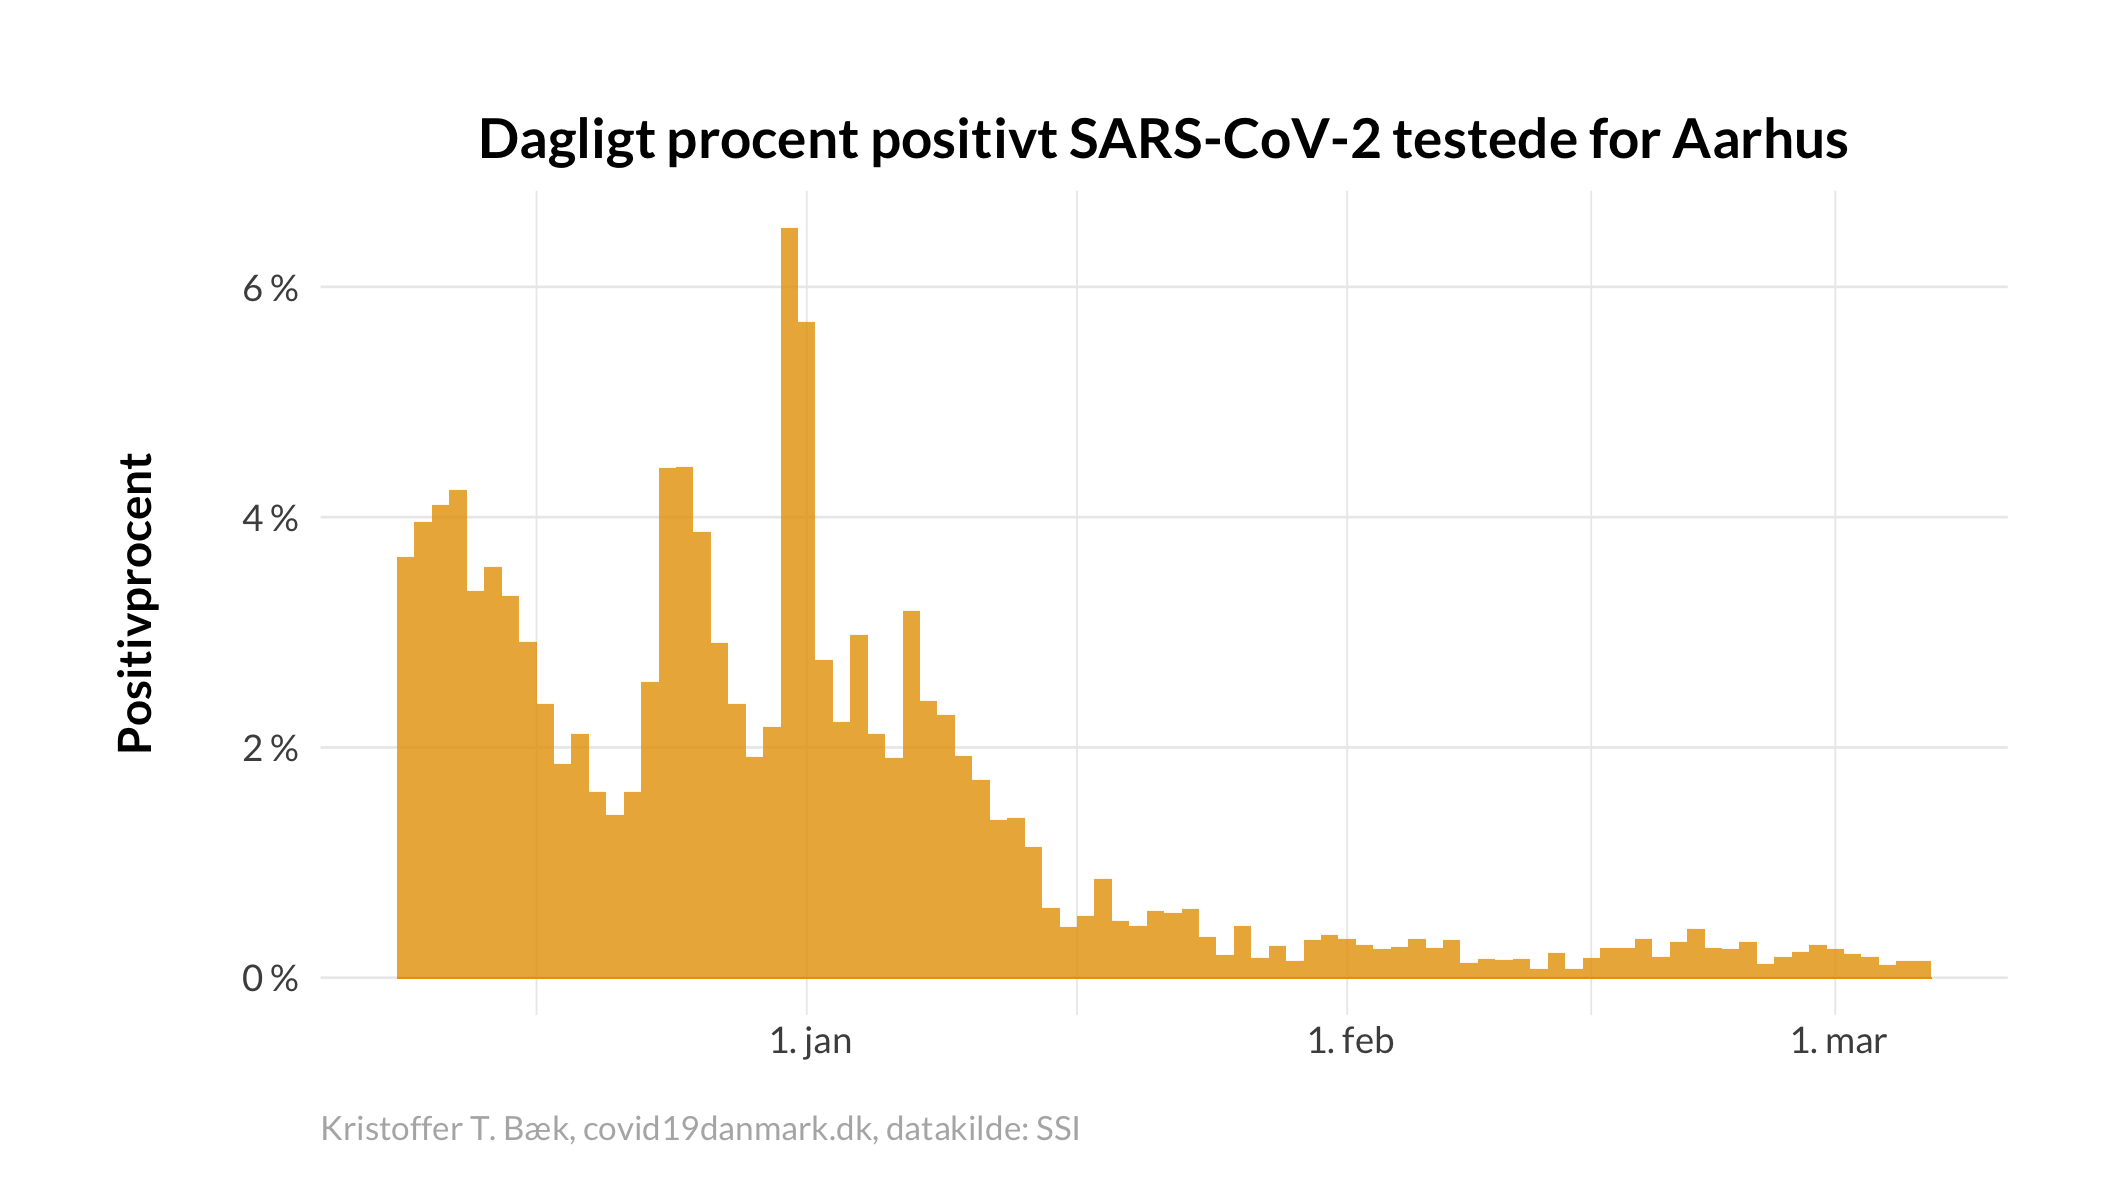 Dagligt procent positivt SARS-CoV-2 testede for Aarhus
Positivprocent
6 %
4 %
2 %
0 %
1. jan
1. feb
1. mar
Kristoffer T. Bæk, covid19danmark.dk, datakilde: SSI